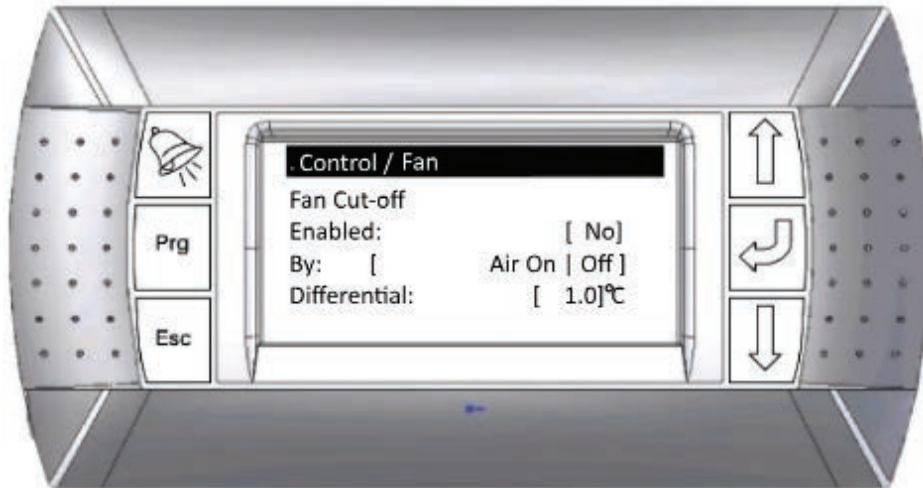 . Control / Fan
Fan Cut-off
Enabled: [ No]
By: [ Air On | Off ]
Differential: [ 1.0]℃
Prg
Esc